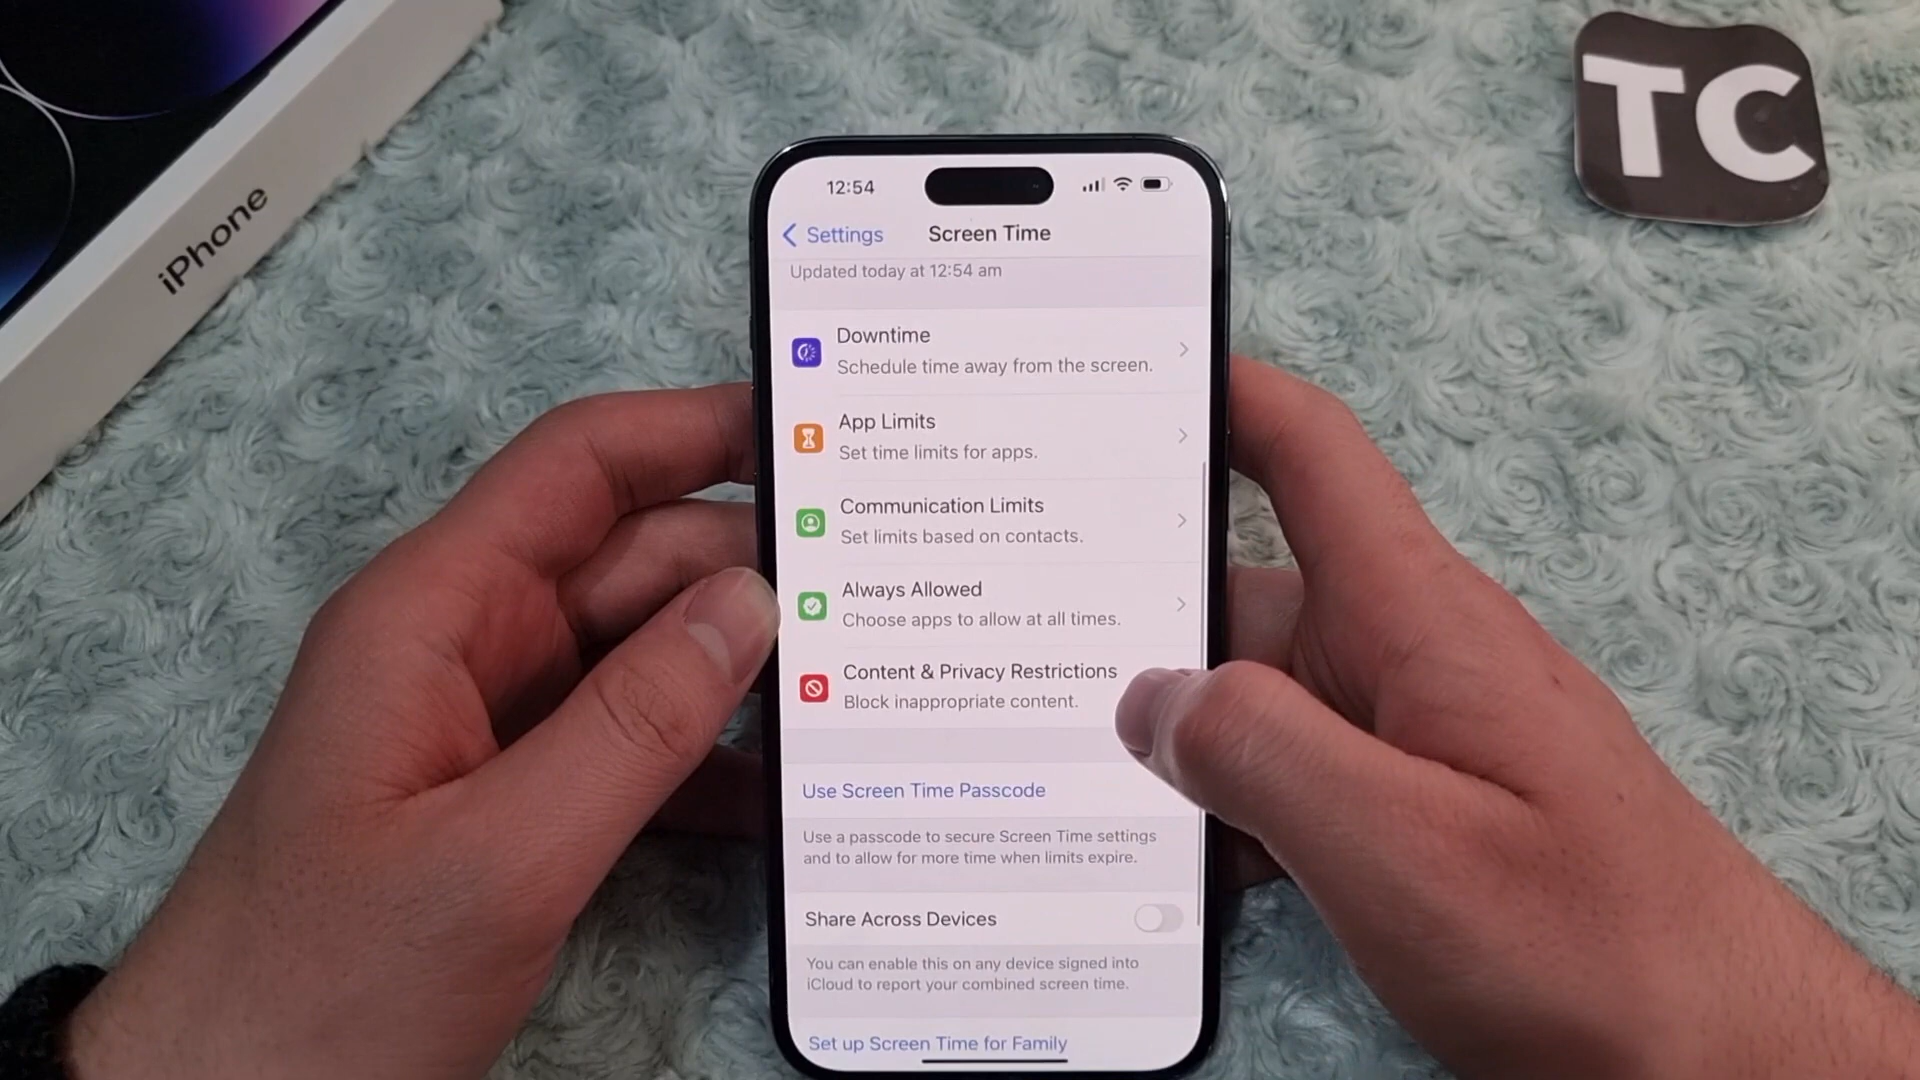 iPhone
TC
12:54
Settings
Screen Time
Updated today at 12:54 am
Downtime
Schedule time away from the screen.
App Limits
Set time limits for apps.
Communication Limits
Set limits based on contacts.
Always Allowed
Choose apps to allow at all times.
Content & Privacy Restrictions
Block inappropriate content.
Use Screen Time Passcode
Use a passcode to secure Screen Time settings
and to allow for more time when limits expire.
Share Across Devices
You can enable this on any device signed into
iCloud to report your combined screen time.
Set up Screen Time for Family